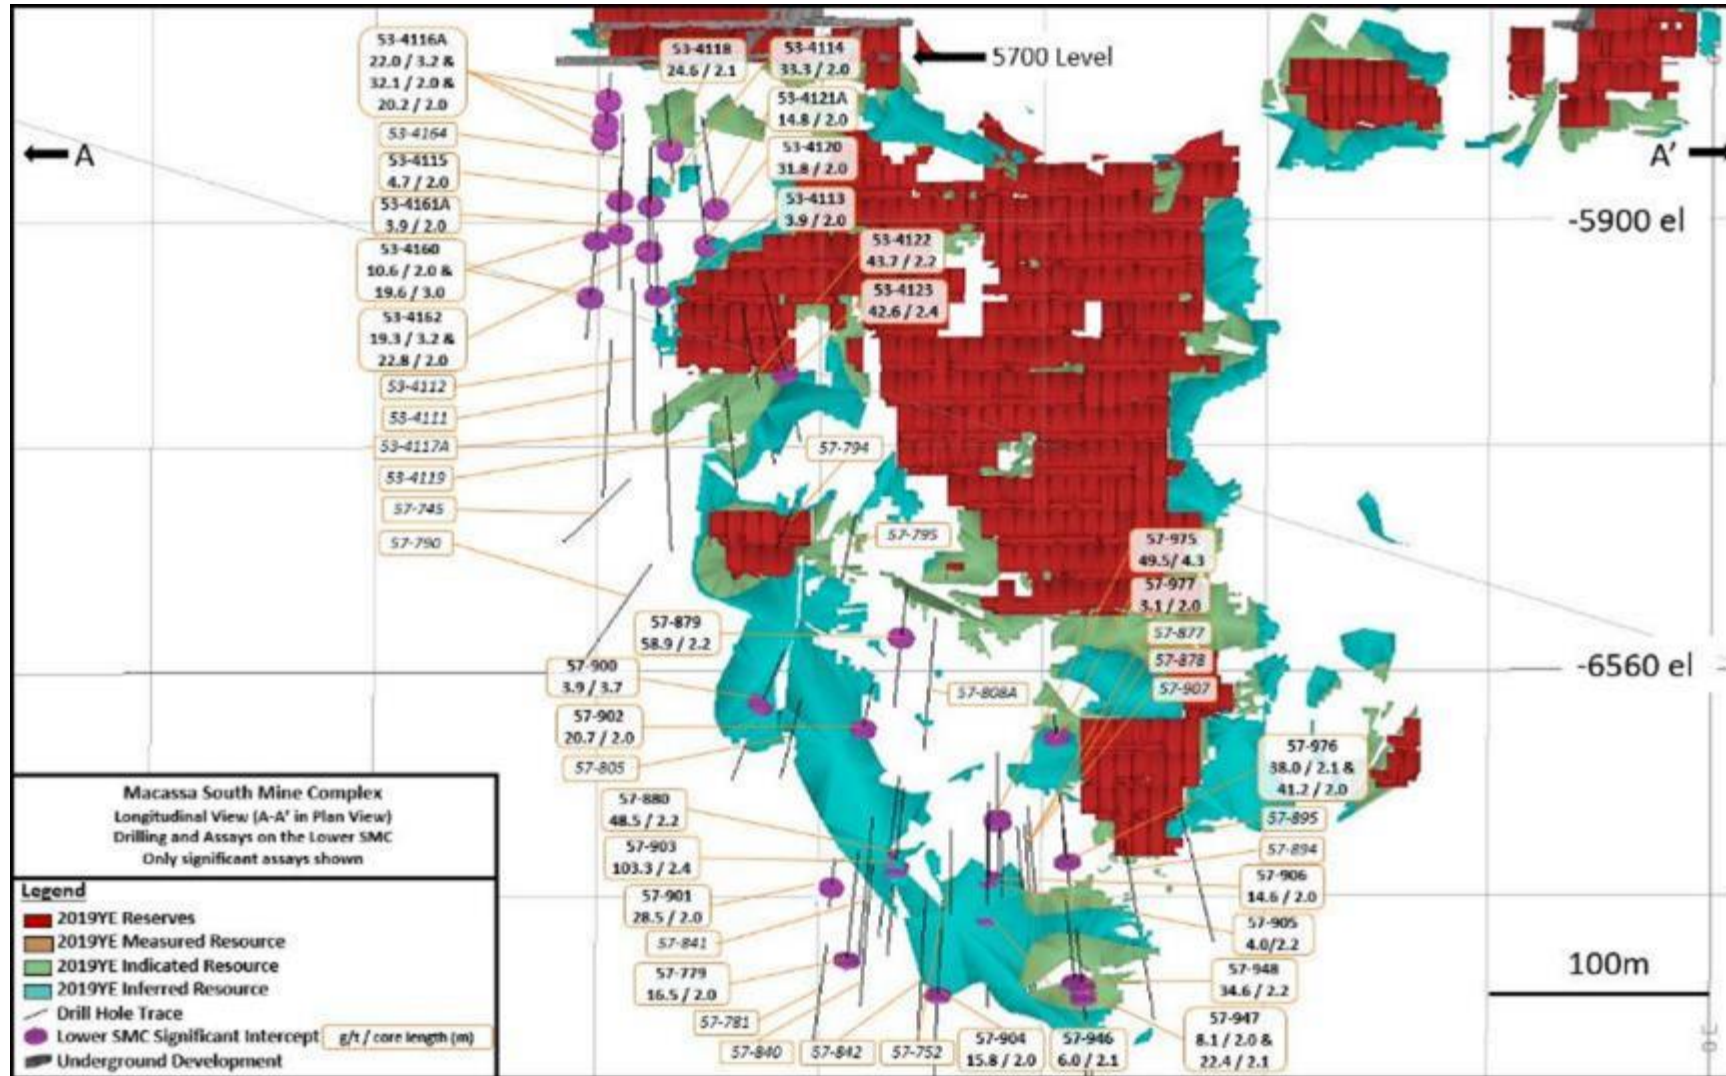 53-4116A
22.0 / 3.2 &
32.1 / 2.0 &
20.2 / 2.0
53-4164
53-4115
4.7 / 2.0
53-4161A
3.9 / 2.0
53-4160
10.6 / 2.0 &
19.6 / 3.0
53-4162
19.3 / 3.2 &
22.8 / 2.0
53-4112
53-4111
53-4117A
53-4119
57-745
57-790
53-4118
24.6 / 2.1
53-4114
33.3 / 2.0
53-4121A
14.8 / 2.0
53-4120
31.8 / 2.0
53-4113
3.9 / 2.0
53-4122
43.7 / 2.2
53-4123
42.6 / 2.4
5700 Level
A
A'
-5900 el
57-794
57-795
57-975
49.5/ 4.3
57-977
3.1 / 2.0
57-877
57-878
57-907
57-879
58.9 / 2.2
57-900
3.9 / 3.7
57-902
20.7 / 2.0
57-805
57-808A
-6560 el
57-976
38.0 / 2.1 &
41.2 / 2.0
57-895
57-894
57-906
14.6 / 2.0
57-905
4.0/2.2
57-948
34.6 / 2.2
57-947
8.1 / 2.0 &
22.4 / 2.1
57-880
48.5 / 2.2
57-903
103.3 / 2.4
57-901
28.5 / 2.0
57-841
57-779
16.5 / 2.0
57-781
57-840
57-842
57-752
57-904
15.8 / 2.0
57-946
6.0 / 2.1
100m
Macassa South Mine Complex
Longitudinal View (A-A' in Plan View)
Drilling and Assays on the Lower SMC
Only significant assays shown
Legend
2019YE Reserves
2019YE Measured Resource
2019YE Indicated Resource
2019YE Inferred Resource
Drill Hole Trace
Lower SMC Significant Intercept g/t / core length (m)
Underground Development